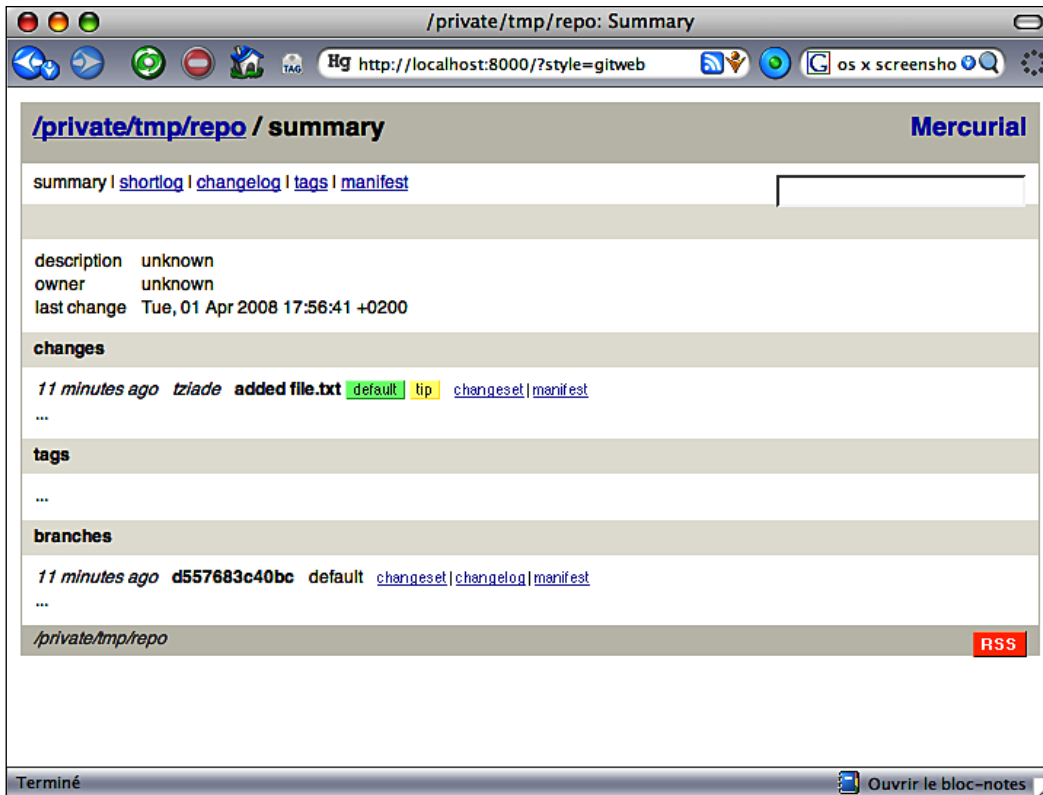 /private/tmp/repo: Summary
TAG Hg http://localhost:8000/?style=gitweb G os x screensho
/private/tmp/repo / summary Mercurial
summary | shortlog | changelog | tags | manifest
description unknown
owner unknown
last change Tue, 01 Apr 2008 17:56:41 +0200
changes
11 minutes ago tziade added file.txt default tip changeset | manifest
...
tags
...
branches
11 minutes ago d557683c40bc default changeset | changelog | manifest
...
/private/tmp/repo RSS
Terminé Ouvrir le bloc-notes